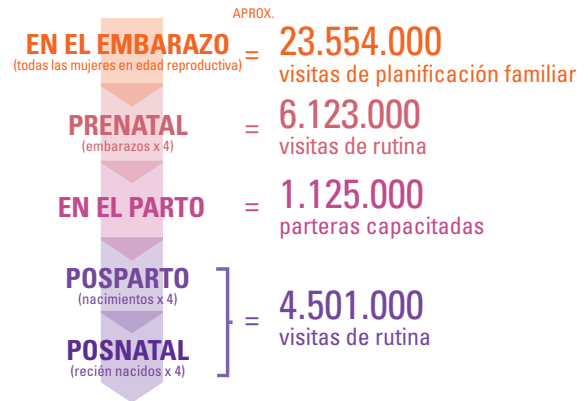 APROX.
EN EL EMBARAZO = 23.554.000
(todas las mujeres en edad reproductiva)
visitas de planificación familiar
PRENATAL = 6.123.000
(embarazos x 4)
visitas de rutina
EN EL PARTO = 1.125.000
parteras capacitadas
POSPARTO
(nacimientos x 4)
= 4.501.000
visitas de rutina
POSNATAL
(recién nacidos x 4)